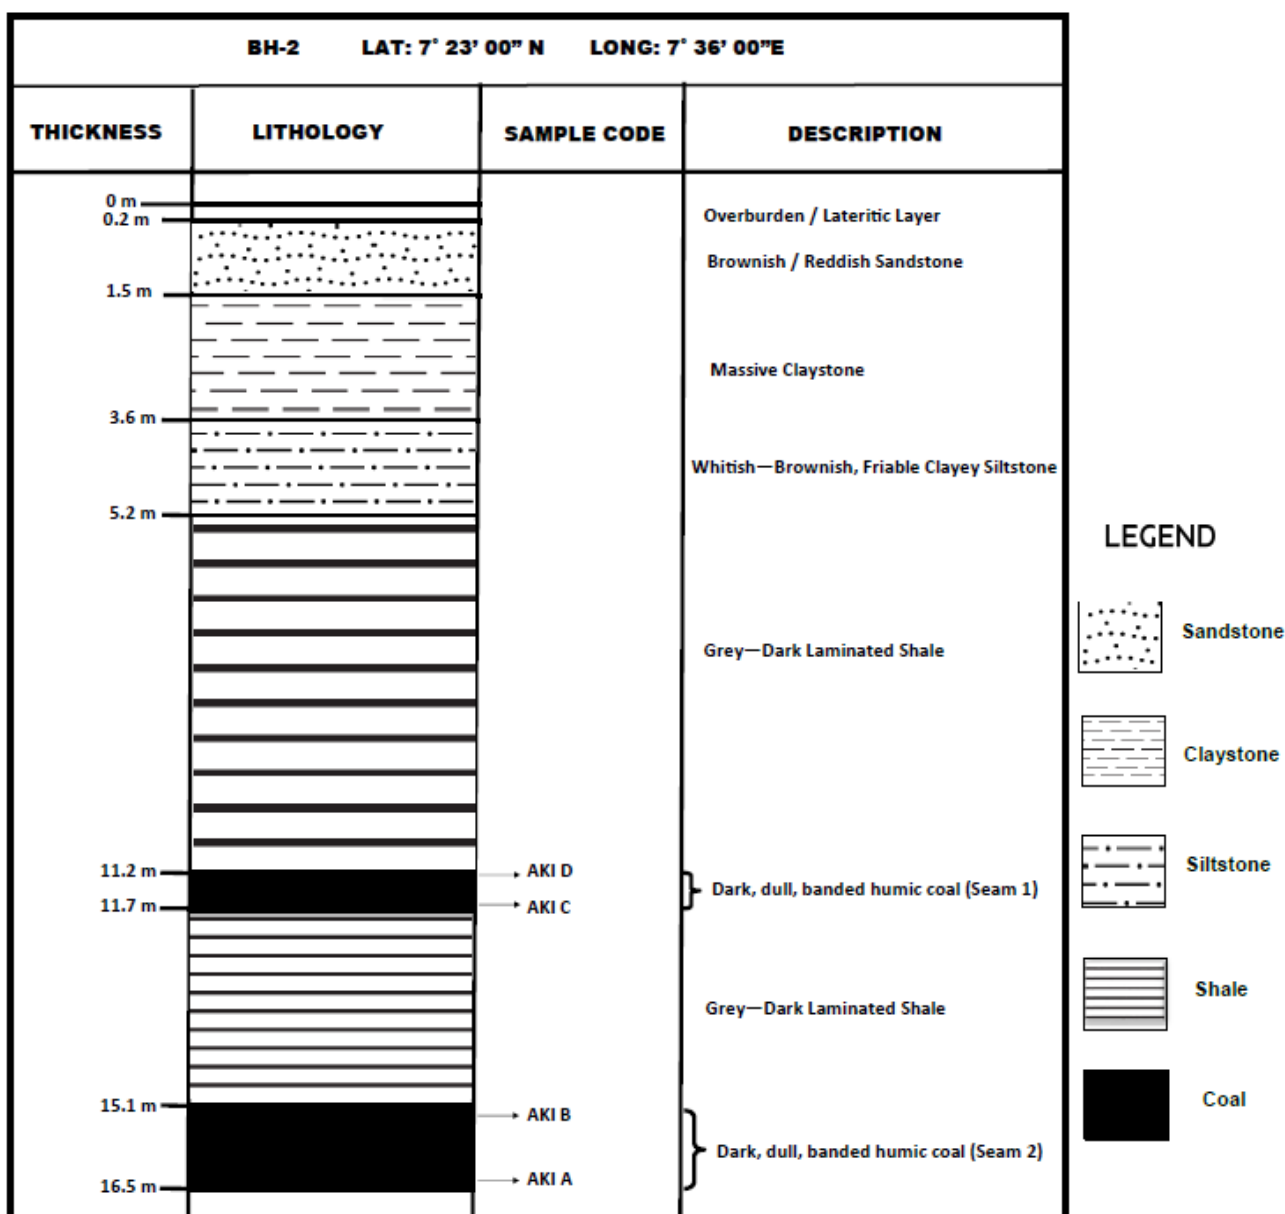 BH-2 LAT: 7° 23' 00” N LONG: 7° 36' 00”E
THICKNESS LITHOLOGY SAMPLE CODE DESCRIPTION
0 m
0.2 m
Overburden / Lateritic Layer
Brownish / Reddish Sandstone
1.5 m
Massive Claystone
3.6 m
Whitish—Brownish, Friable Clayey Siltstone
5.2 m
Grey—Dark Laminated Shale
11.2 m
AKI D
Dark, dull, banded humic coal (Seam 1)
11.7 m
AKI C
Grey—Dark Laminated Shale
15.1 m
AKI B
Dark, dull, banded humic coal (Seam 2)
AKI A
16.5 m
LEGEND
Sandstone
Claystone
Siltstone
Shale
Coal